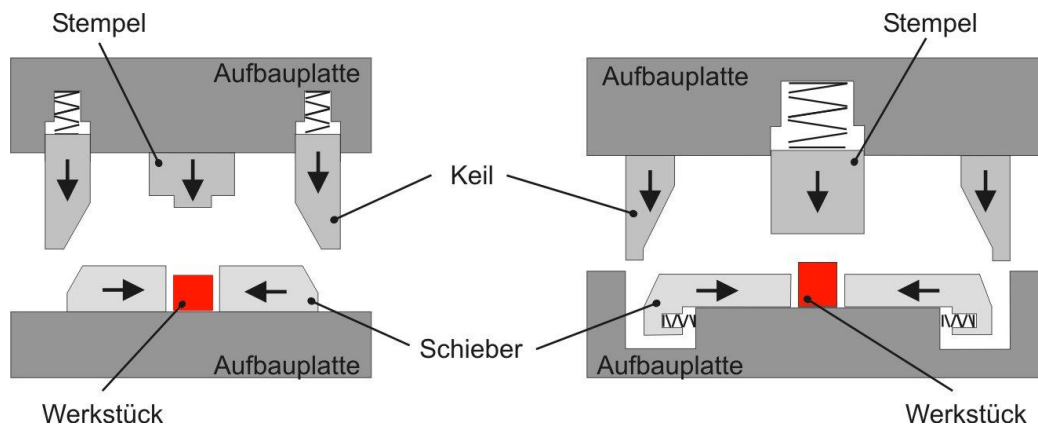 Stempel
Stempel
Aufbauplatte
Aufbauplatte
Keil
Schieber
Aufbauplatte
Aufbauplatte
Werkstück
Werkstück